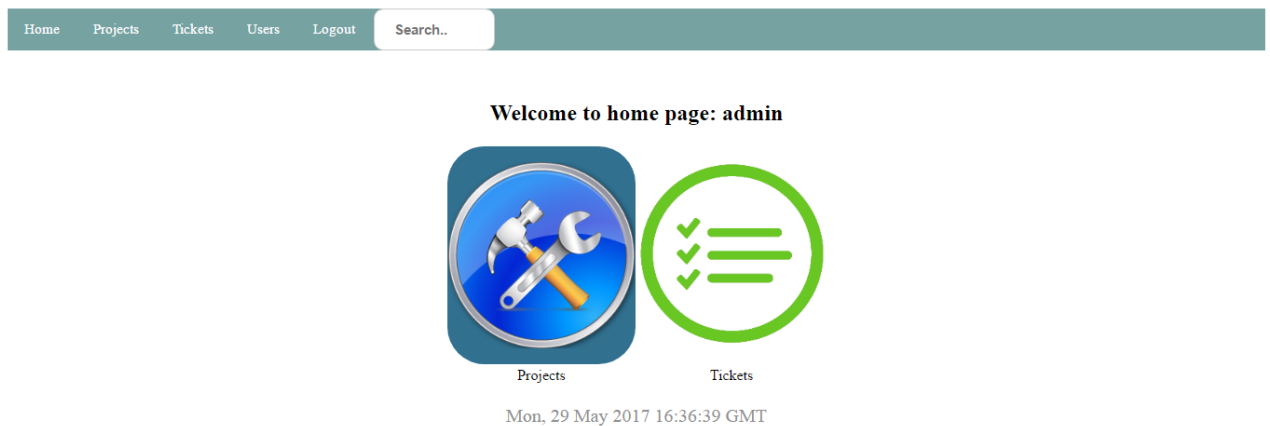 Home Projects Tickets Users Logout Search..
Welcome to home page: admin
Projects Tickets
Mon, 29 May 2017 16:36:39 GMT